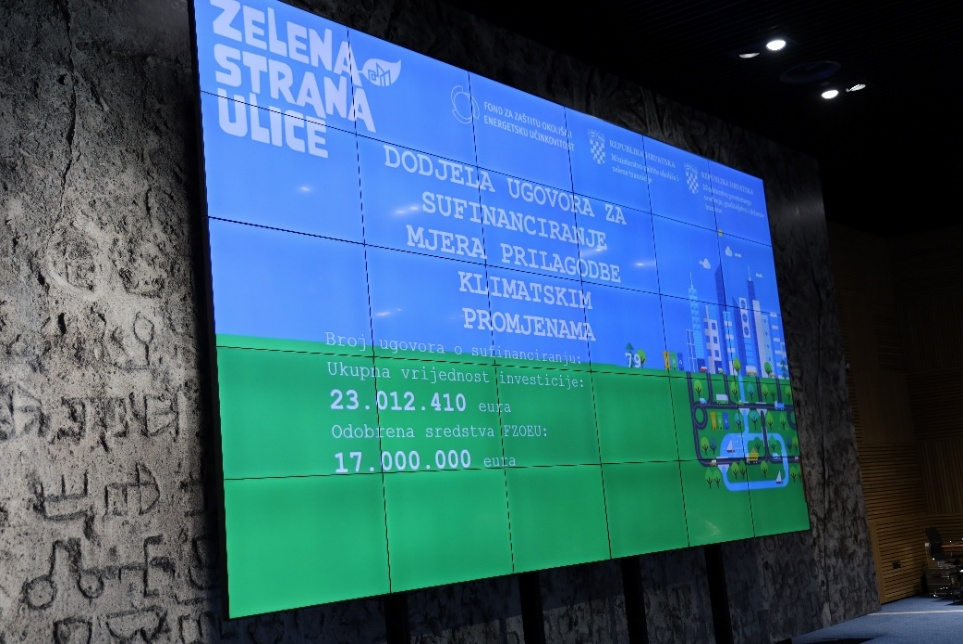 ZELENA
STRANA
ULICE
FOND ZA ZAŠTITU OKOLIŠA I
ENERGETSKU UČINKOVITOST
REPUBLIKA HRVATSKA
REPUBLIKA HRVATSKA
DODJELA UGOVORA ZA
SUFINANCIRANJE
MJERA PRILAGODBE
KLIMATSKIM
PROMJENAMA
Broj ugovora o sufinanciranju: 79
Ukupna vrijednost investicije:
23.012.410 eura
Odobrena sredstva FZOEU:
17.000.000 eura